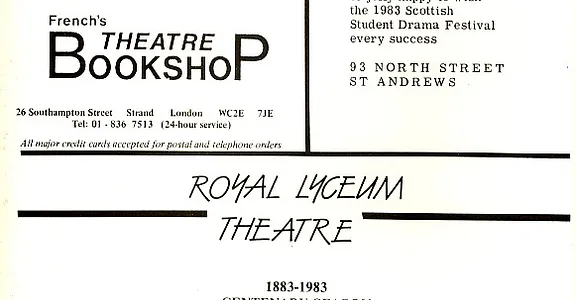 French's
THEATRE
BOOKSHOP
26 Southampton Street Strand London WC2E 7JE
Tel: 01 - 836 7513 (24-hour service)
All major credit cards accepted for postal and telephone orders
the 1983 Scottish
Student Drama Festival
every success
93 NORTH STREET
ST ANDREWS
ROYAL LYCEUM
THEATRE
1883-1983